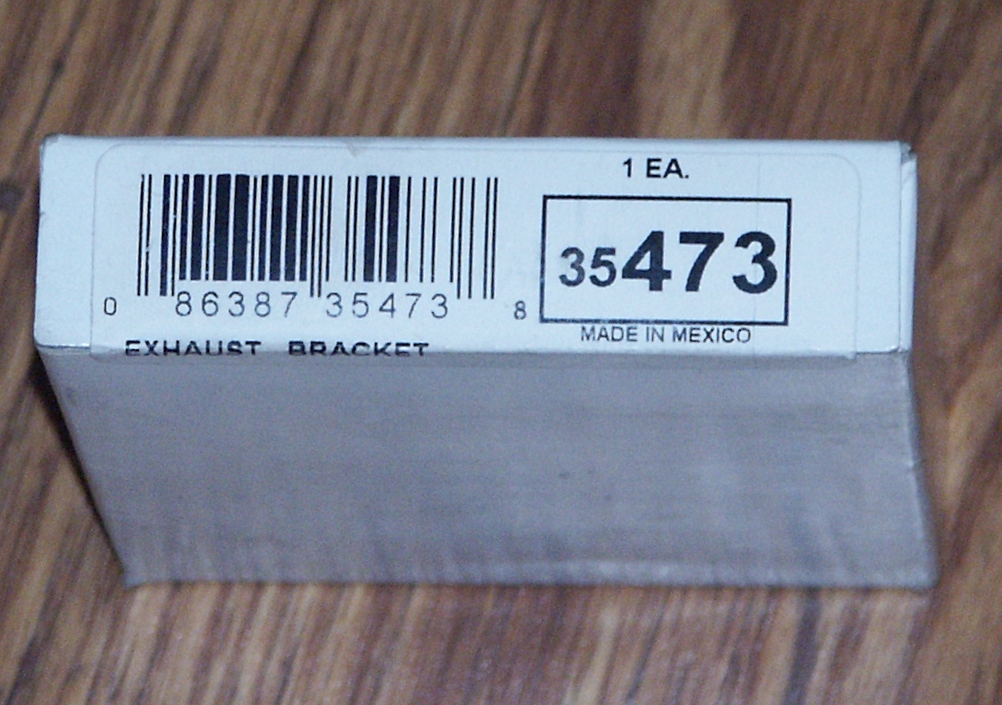 1 EA.
35473
0 86387 35473 8
MADE IN MEXICO
EXHAUST BRACKET